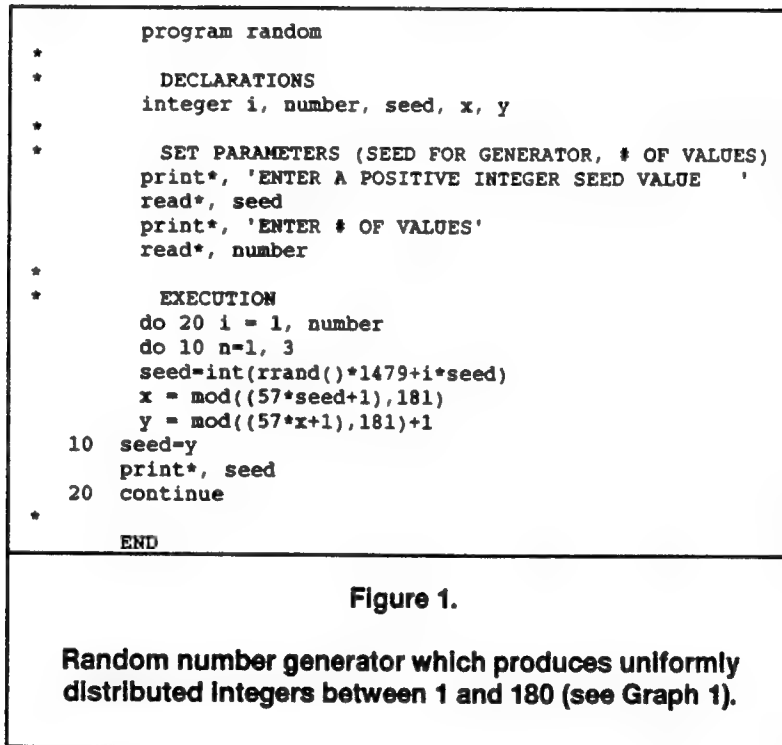 program random
*
*         DECLARATIONS
integer i, number, seed, x, y
*
*         SET PARAMETERS (SEED FOR GENERATOR, # OF VALUES)
print*, 'ENTER A POSITIVE INTEGER SEED VALUE   '
read*, seed
print*, 'ENTER # OF VALUES'
read*, number
*
*         EXECUTION
do 20 i = 1, number
do 10 n=1, 3
seed=int(rrand()*1479+i*seed)
x = mod((57*seed+1),181)
y = mod((57*x+1),181)+1
10  seed=y
print*, seed
20  continue
*
END
Figure 1.
Random number generator which produces uniformly
distributed integers between 1 and 180 (see Graph 1).